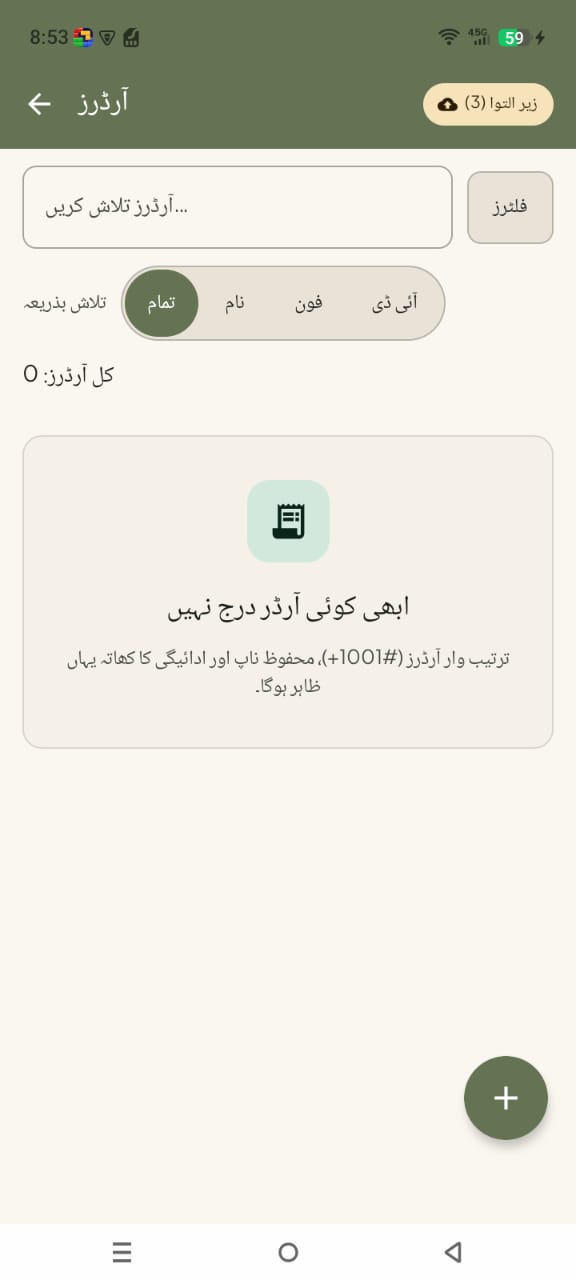 8:53
4.5G
59
آرڈرز
زیر التوا (3)
آرڈرز تلاش کریں...
فلٹرز
تلاش بذریعہ
تمام
نام
فون
آئی ڈی
کل آرڈرز: 0
ابھی کوئی آرڈر درج نہیں
ترتیب وار آرڈرز (#1001+)، محفوظ ناپ اور ادائیگی کا کھاتہ یہاں
ظاہر ہوگا۔